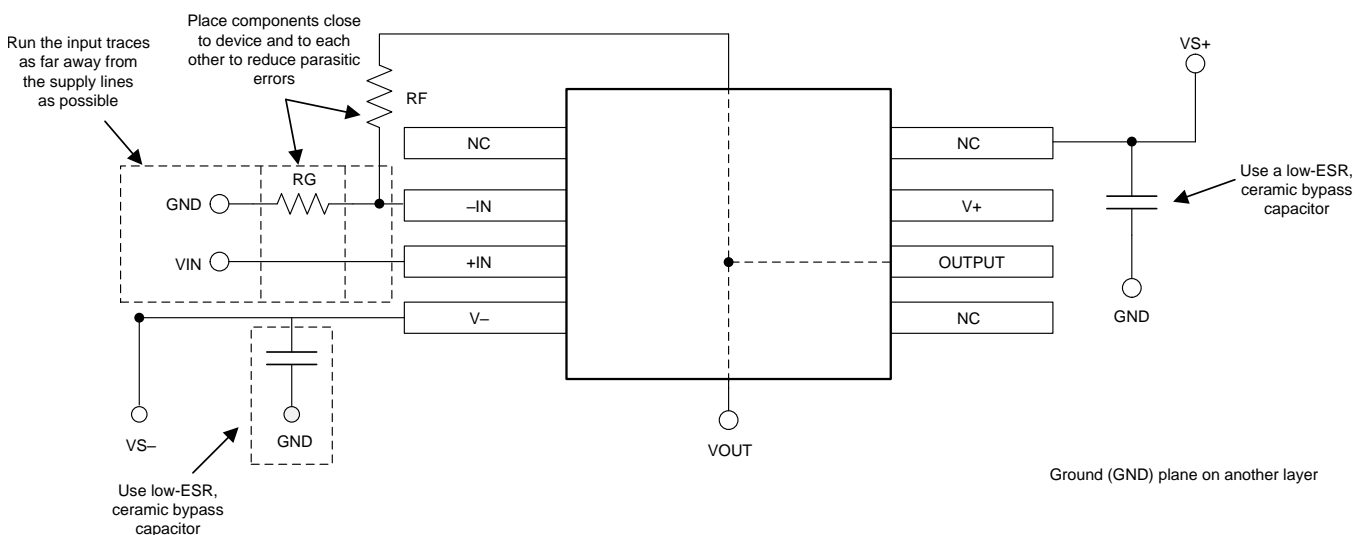 Place components close
to device and to each
other to reduce parasitic
errors
Run the input traces
as far away from
the supply lines
as possible
VS+
RF
NC
NC
Use a low-ESR,
ceramic bypass
capacitor
RG
GND
–IN
V+
VIN
+IN
OUTPUT
V–
NC
GND
VS–
GND
VOUT
Ground (GND) plane on another layer
Use low-ESR,
ceramic bypass
capacitor